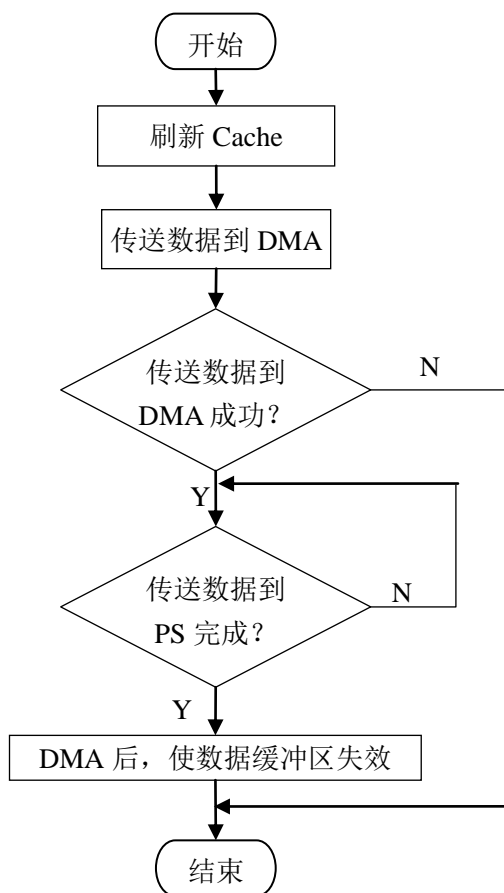 开始
刷新 Cache
传送数据到 DMA
传送数据到
DMA 成功？
N
Y
传送数据到
PS 完成？
N
Y
DMA 后，使数据缓冲区失效
结束